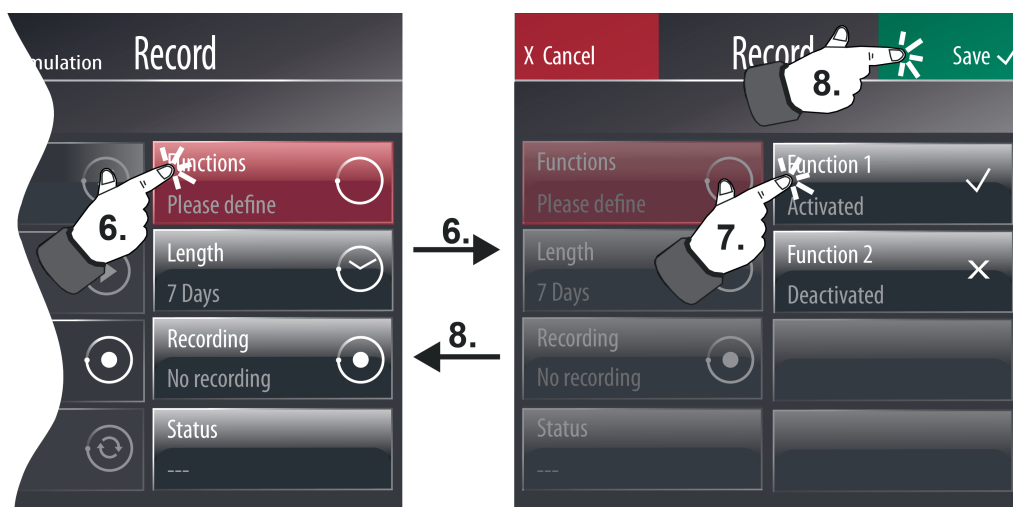 mulation Record
Functions
Please define
6.
Length
7 Days
Recording
No recording
Status
---
6.
8.
X Cancel
Record
Save ✓
8.
Functions
Please define
Length
7 Days
Recording
No recording
Status
---
Function 1
Activated
7.
Function 2
Deactivated